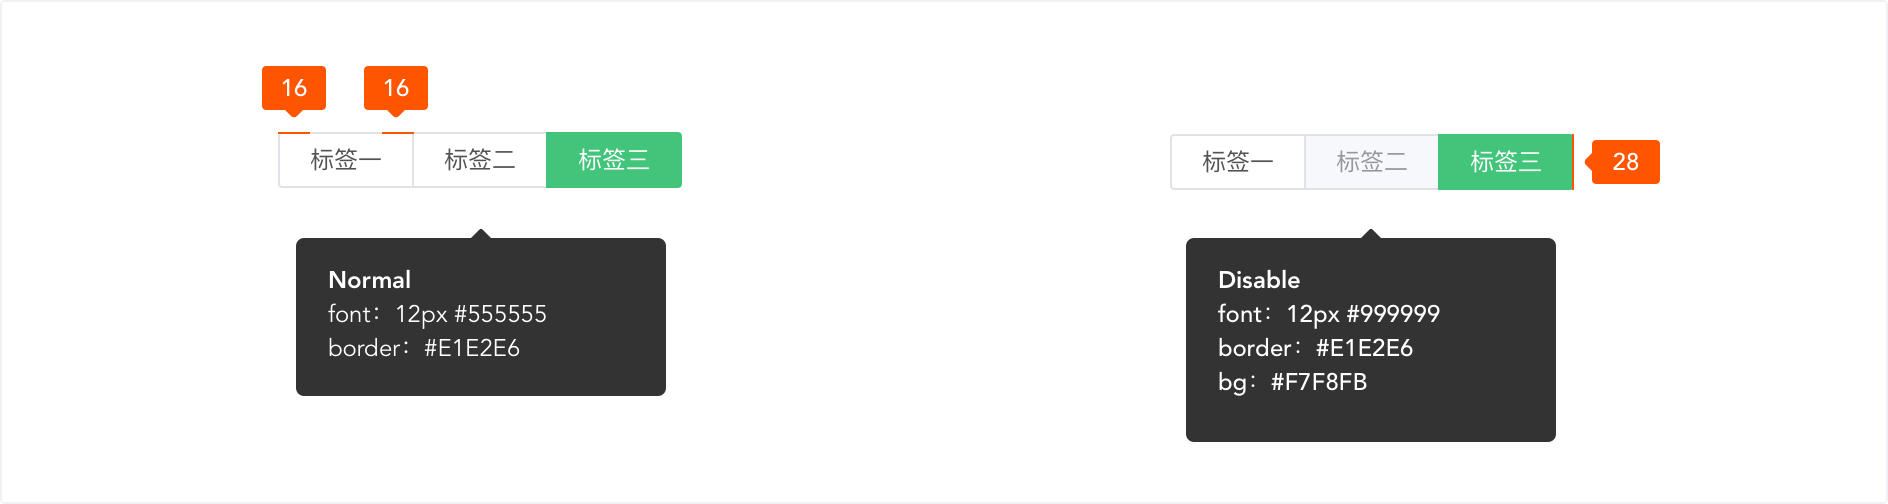 16 16
标签一 标签二 标签三
Normal
font：12px #555555
border：#E1E2E6
标签一 标签二 标签三 28
Disable
font：12px #999999
border：#E1E2E6
bg：#F7F8FB